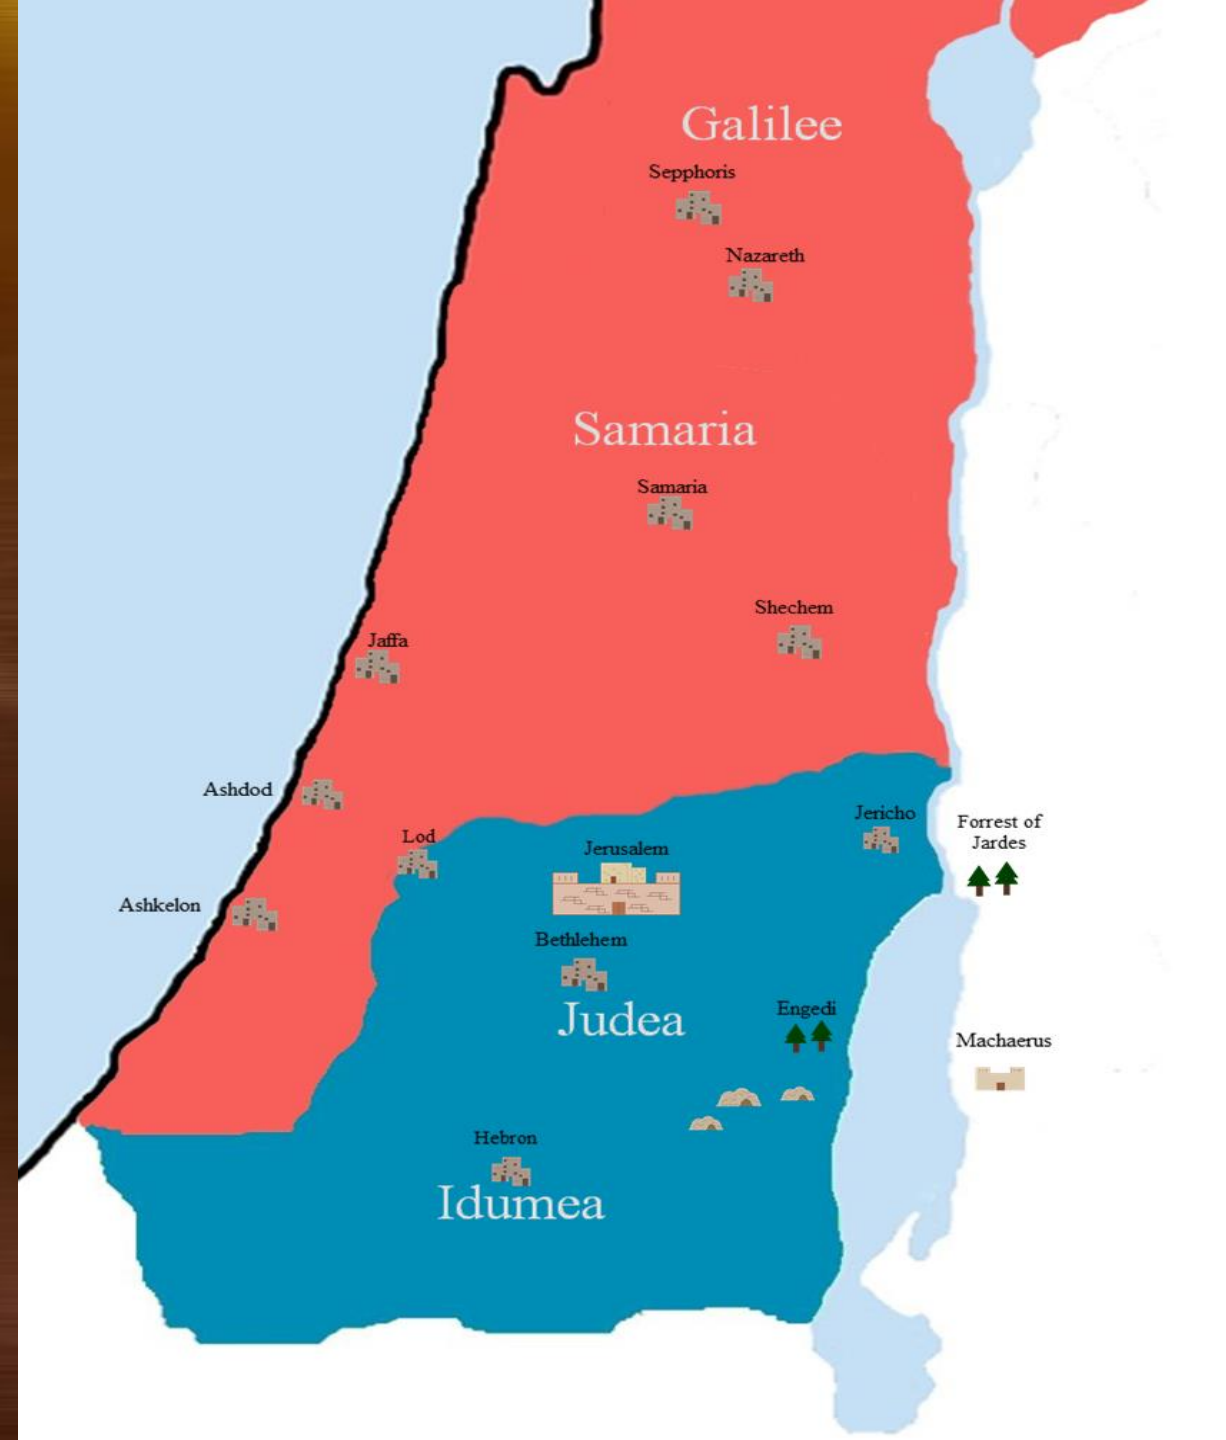 Galilee
Sepphoris
Nazareth
Samaria
Samaria
Shechem
Jaffa
Ashdod
Lod
Jericho
Forrest of
Jardes
Jerusalem
Ashkelon
Bethlehem
Judea
Engedi
Machaerus
Hebron
Idumea